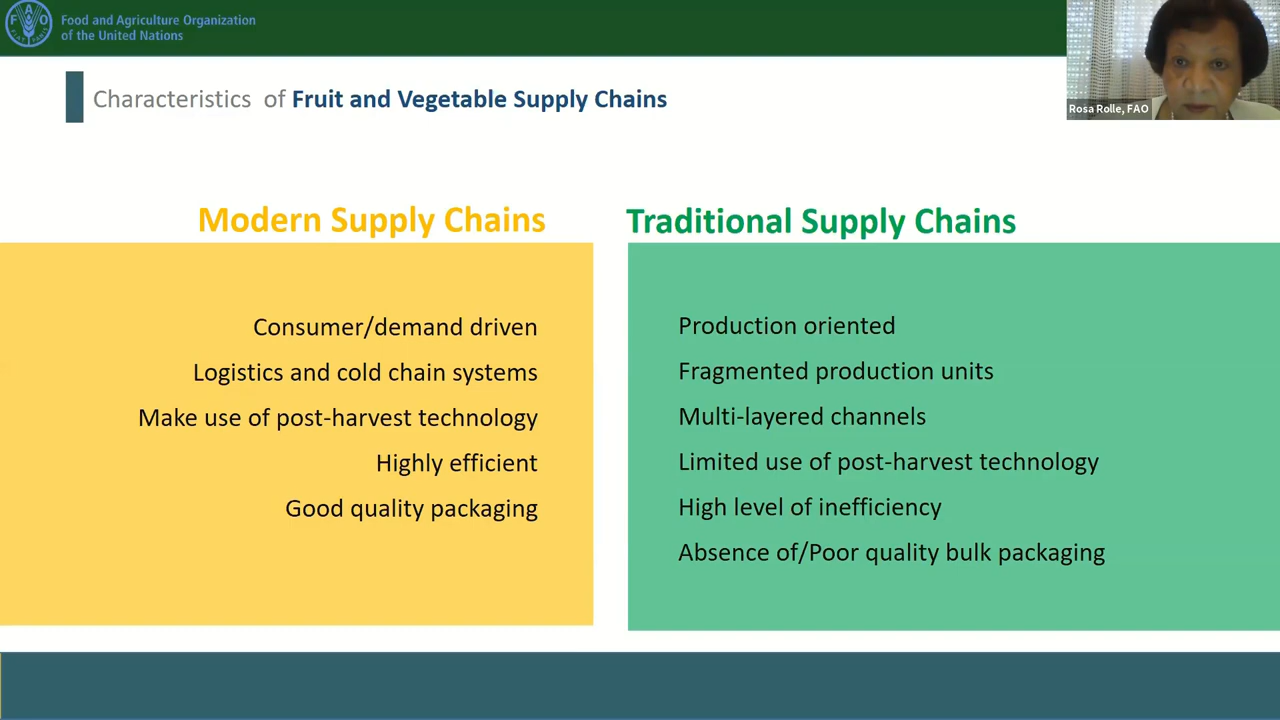 FAO
FIAT PANIS
Food and Agriculture Organization
of the United Nations
Rosa Rolle, FAO
Characteristics of Fruit and Vegetable Supply Chains
Modern Supply Chains
Consumer/demand driven
Logistics and cold chain systems
Make use of post-harvest technology
Highly efficient
Good quality packaging
Traditional Supply Chains
Production oriented
Fragmented production units
Multi-layered channels
Limited use of post-harvest technology
High level of inefficiency
Absence of/Poor quality bulk packaging